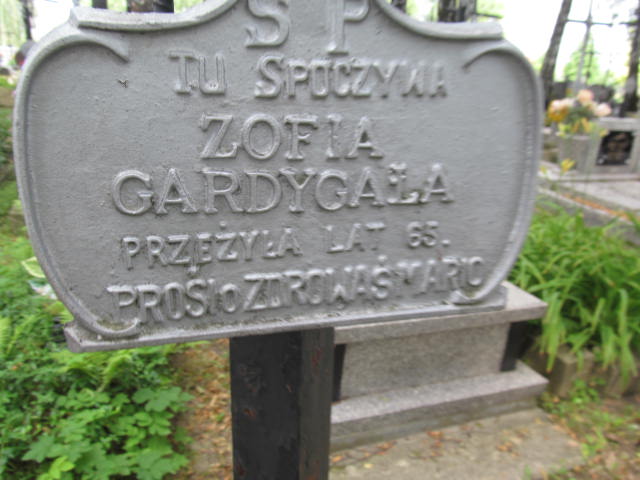 S P
TU SPOCZYWA
ZOFIA
GARDYGAŁA
PRZEŻYŁA LAT 65.
PROSI O ZDROWAŚ MARIO